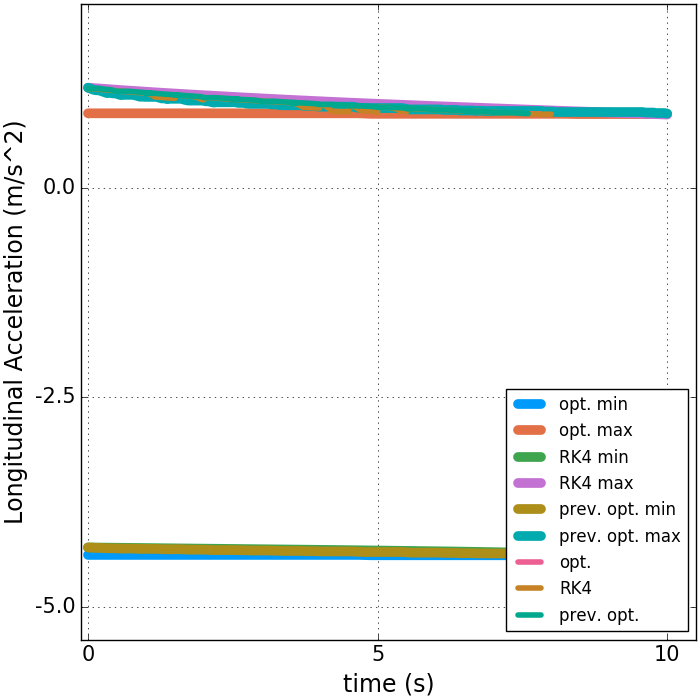 Longitudinal Acceleration (m/s^2)
0.0
-2.5
-5.0
opt. min
opt. max
RK4 min
RK4 max
prev. opt. min
prev. opt. max
opt.
RK4
prev. opt.
0 5 10
time (s)